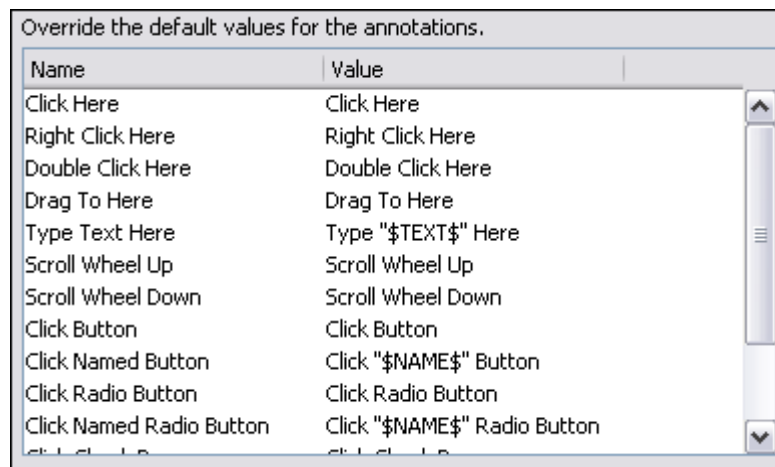 Override the default values for the annotations.
Name Value
Click Here Click Here
Right Click Here Right Click Here
Double Click Here Double Click Here
Drag To Here Drag To Here
Type Text Here Type "$TEXT$" Here
Scroll Wheel Up Scroll Wheel Up
Scroll Wheel Down Scroll Wheel Down
Click Button Click Button
Click Named Button Click "$NAME$" Button
Click Radio Button Click Radio Button
Click Named Radio Button Click "$NAME$" Radio Button